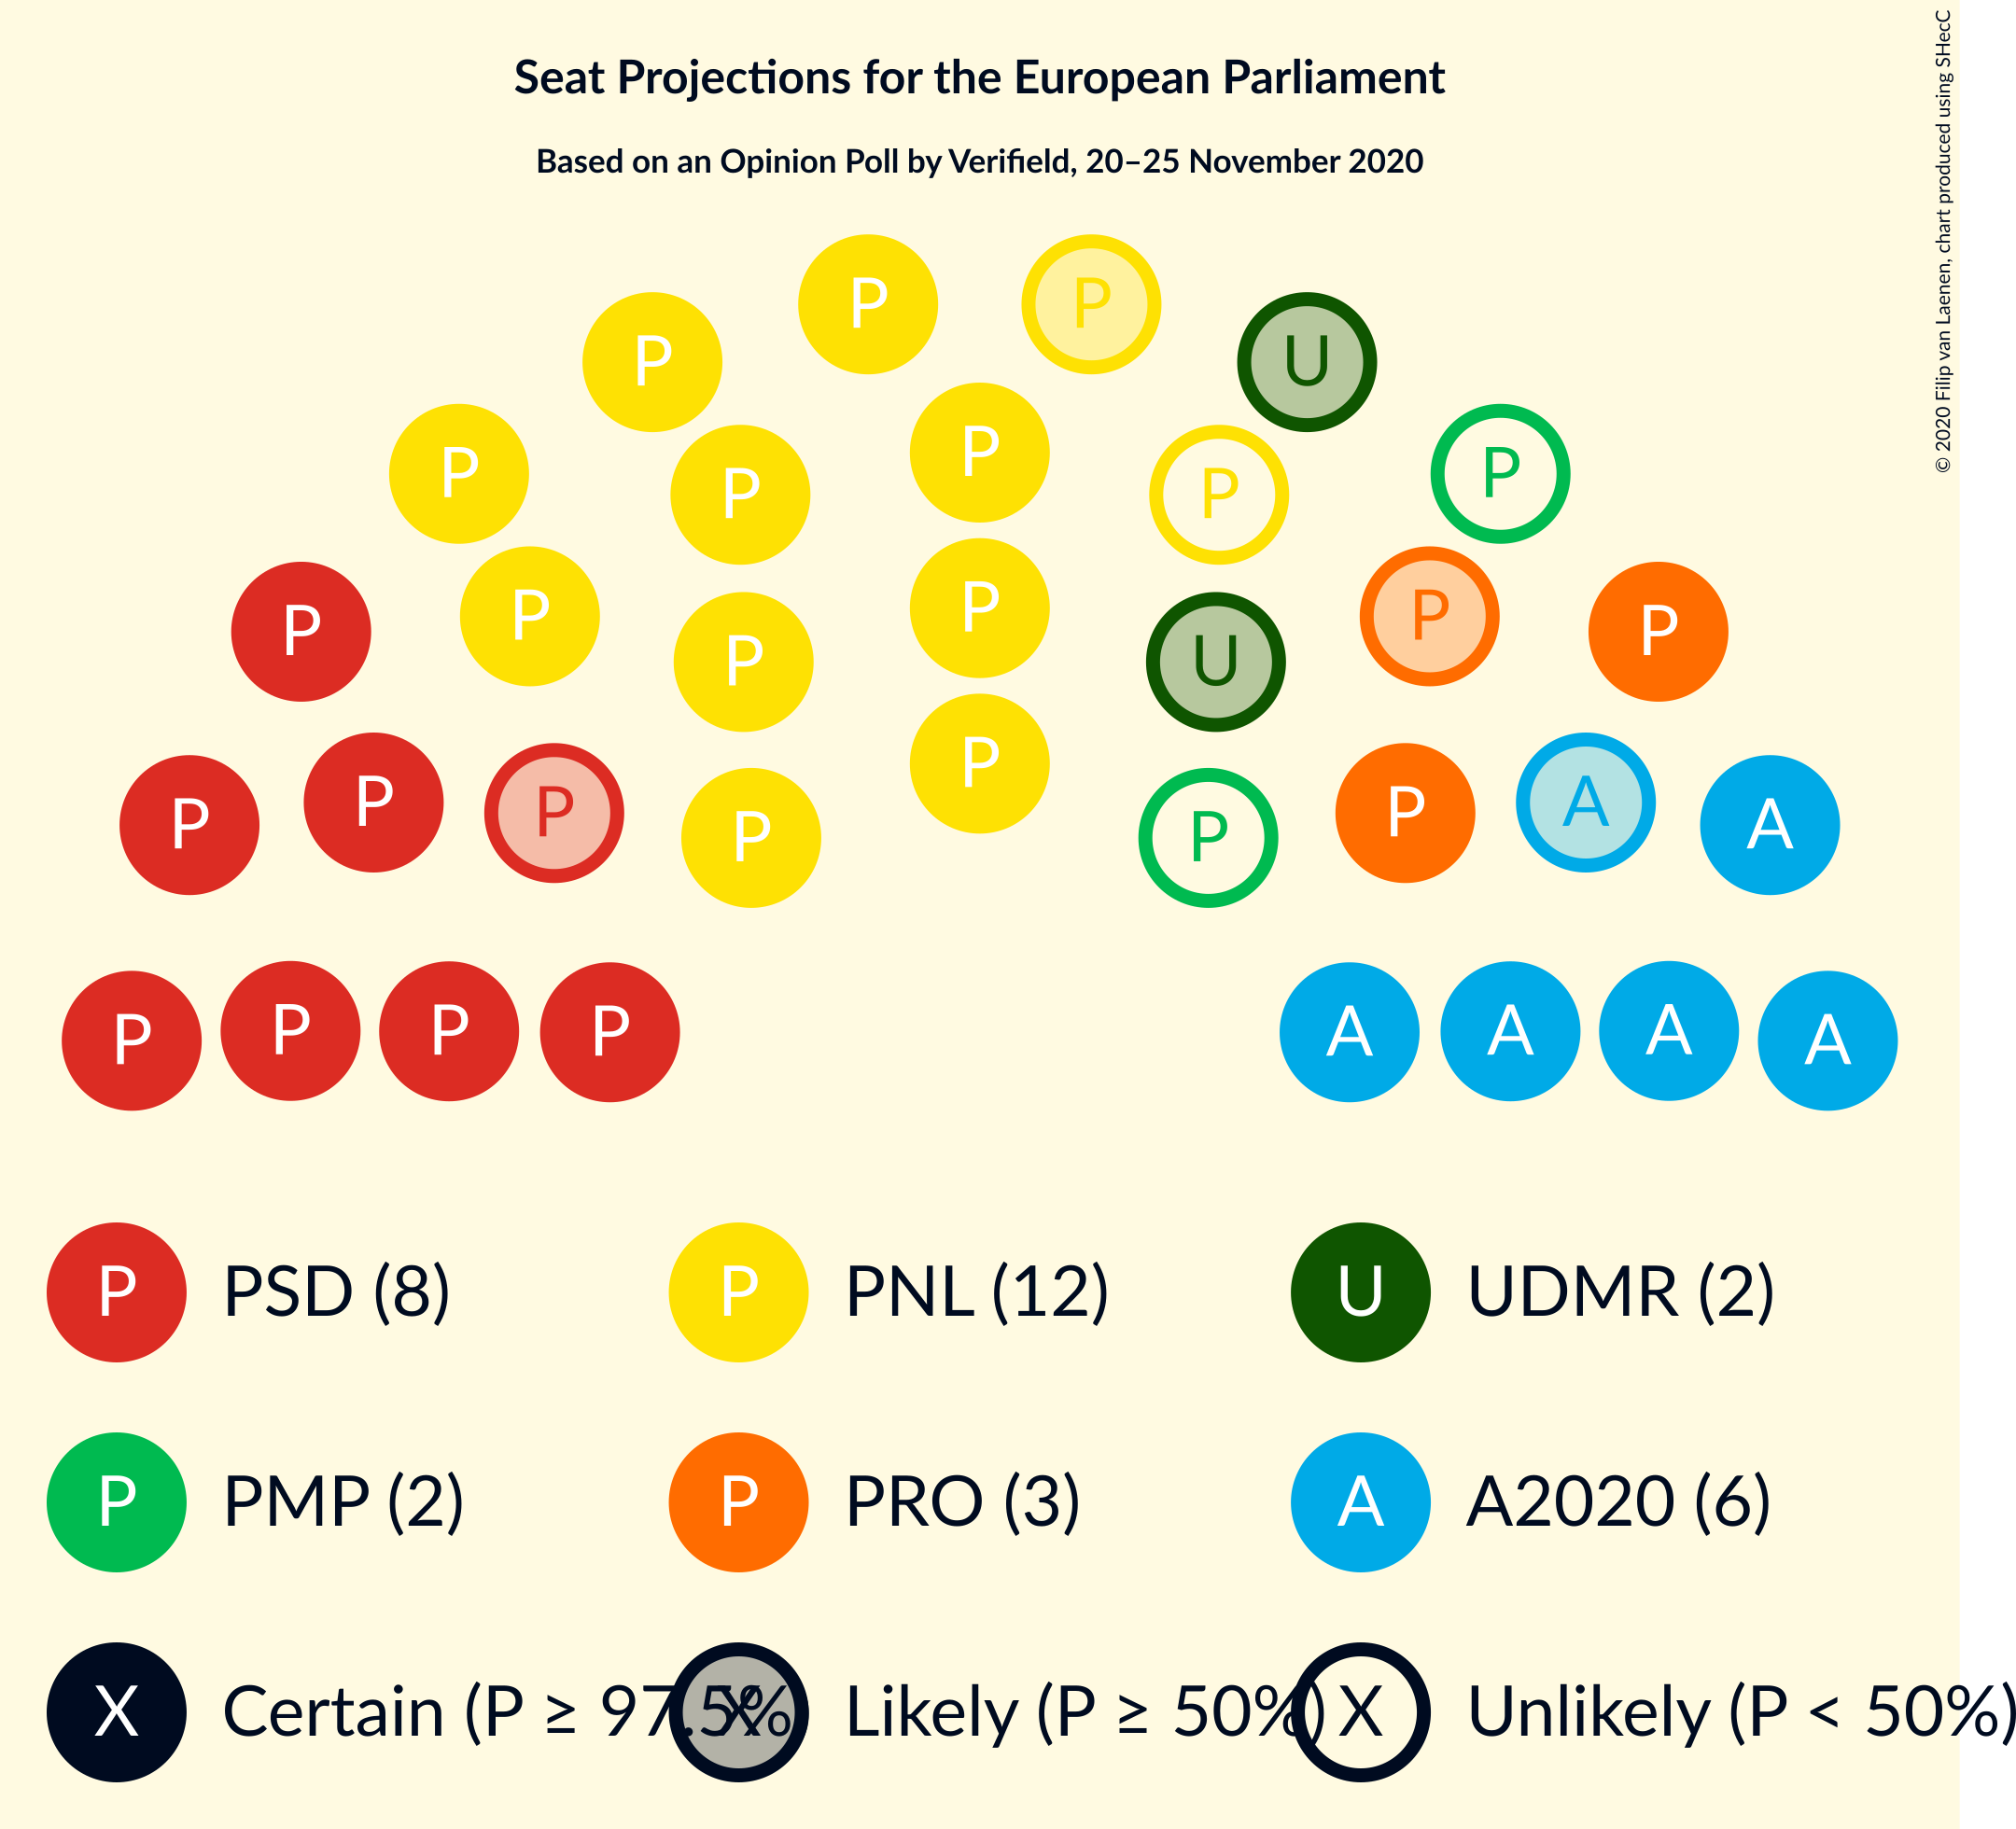 Seat Projections for the European Parliament
Based on an Opinion Poll by Verifield, 20–25 November 2020
© 2020 Filip van Laenen, chart produced using SHecC
P P
P U
P P
P P P
P P P P
P U
P P P
P P P P A A
P P
P P P P A A A A
P PSD (8) P PNL (12) U UDMR (2)
P PMP (2) P PRO (3) A A2020 (6)
X Certain (P ≥ 97.5% X Likely (P ≥ 50%) X Unlikely (P < 50%)